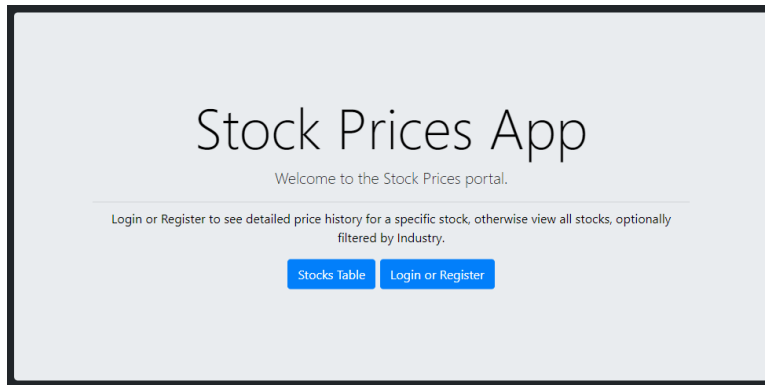 Stock Prices App
Welcome to the Stock Prices portal.
Login or Register to see detailed price history for a specific stock, otherwise view all stocks, optionally
filtered by Industry.
Stocks Table Login or Register